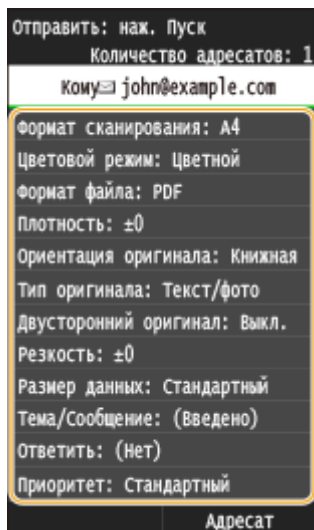 Отправить: наж. Пуск
Количество адресатов: 1
Кому john@example.com
Формат сканирования: A4
Цветовой режим: Цветной
Формат файла: PDF
Плотность: ±0
Ориентация оригинала: Книжная
Тип оригинала: Текст/фото
Двусторонний оригинал: Выкл.
Резкость: ±0
Размер данных: Стандартный
Тема/Сообщение: (Введено)
Ответить: (Нет)
Приоритет: Стандартный
Адресат